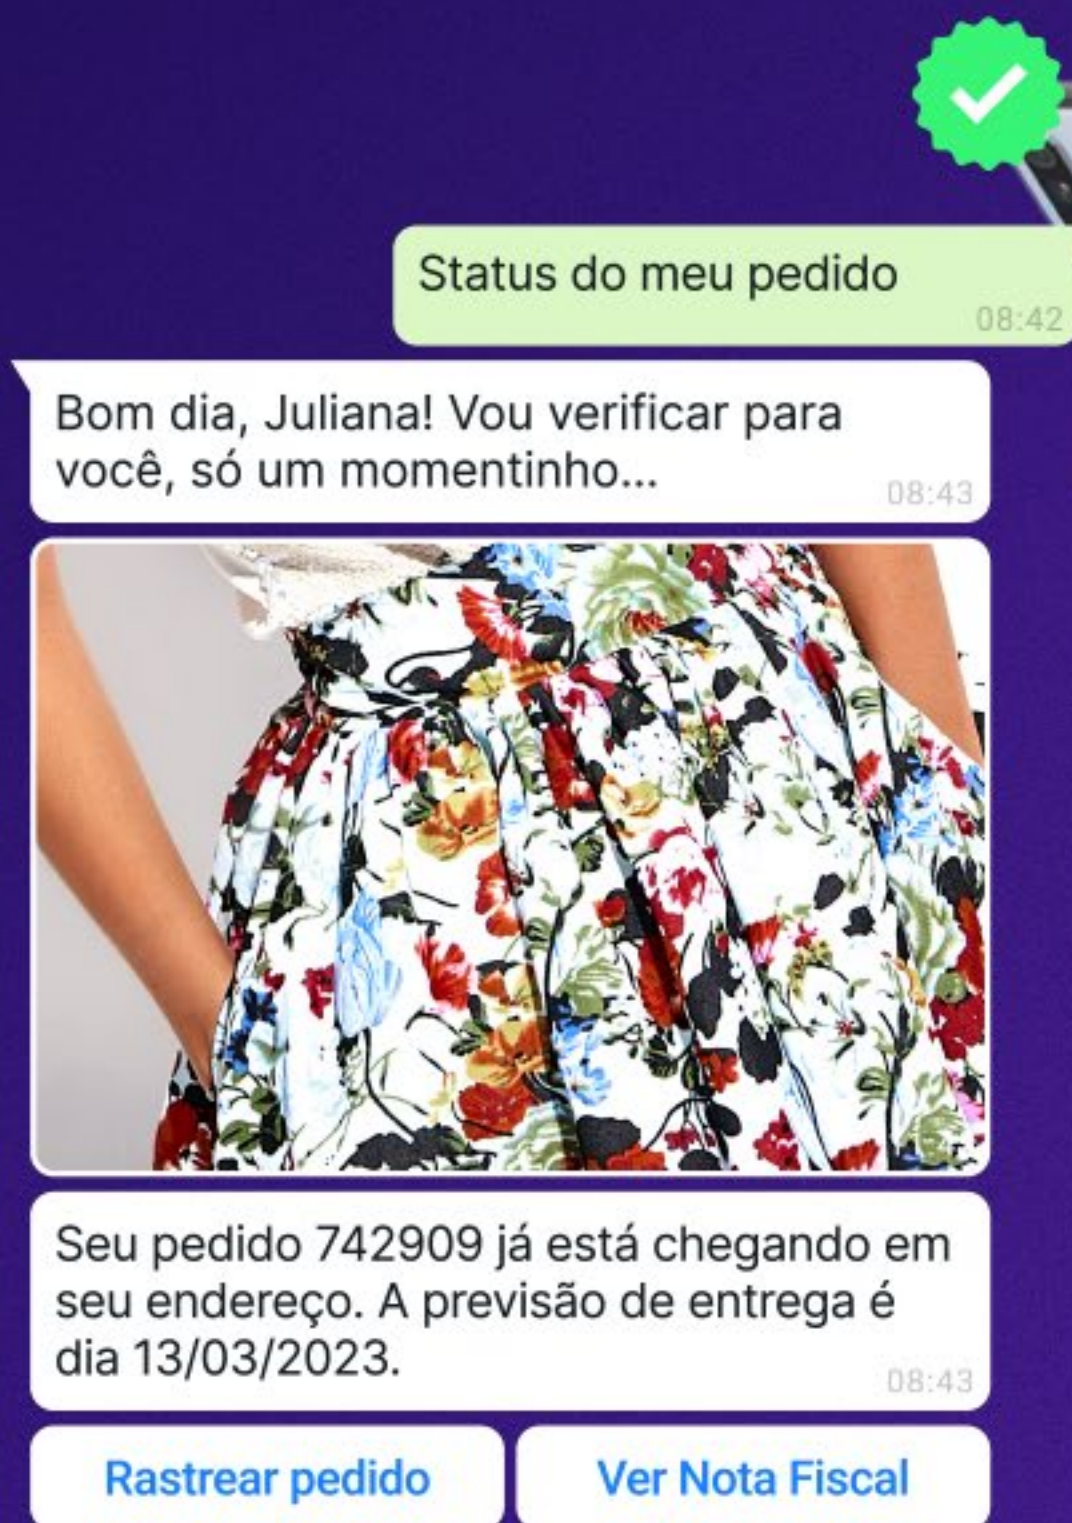 Status do meu pedido
08:42
Bom dia, Juliana! Vou verificar para
você, só um momentinho...
08:43
Seu pedido 742909 já está chegando em
seu endereço. A previsão de entrega é
dia 13/03/2023.
08:43
Rastrear pedido
Ver Nota Fiscal